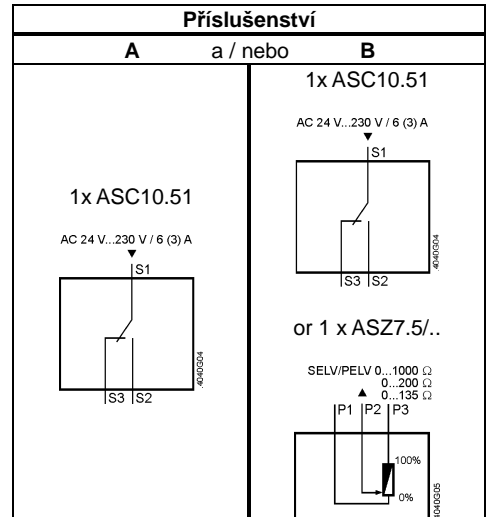 Příslušenství
A a / nebo B
1x ASC10.51
AC 24 V...230 V / 6 (3) A
S1
S3 S2
4040G04
1x ASC10.51
AC 24 V...230 V / 6 (3) A
S1
S3 S2
4040G04
or 1 x ASZ7.5/..
SELV/PELV 0...1000 Ω
0...200 Ω
0...135 Ω
P1 P2 P3
100%
0%
4040G05